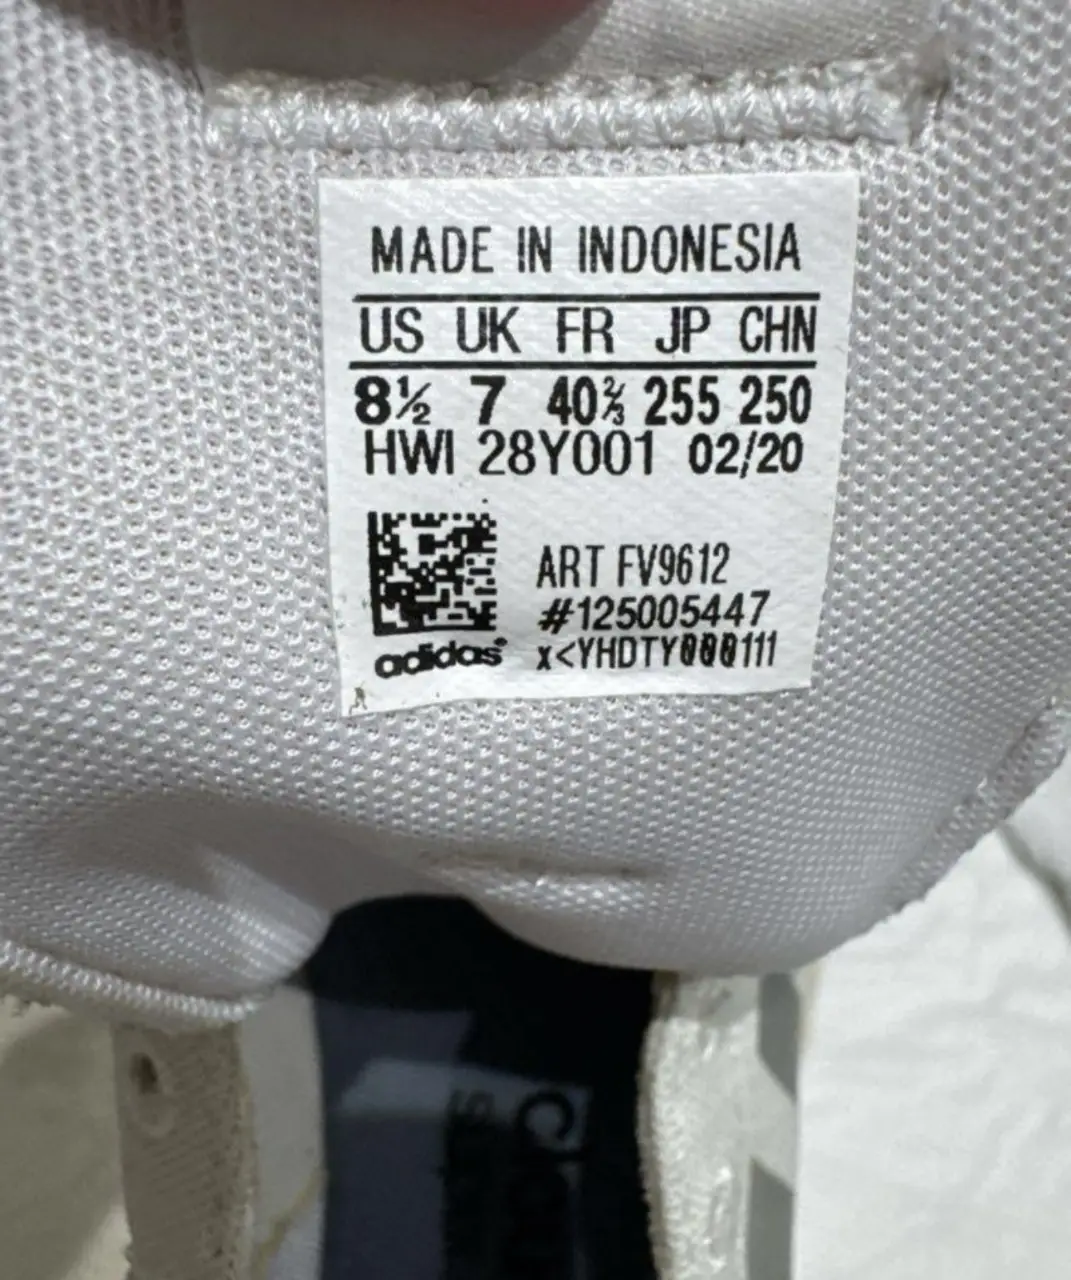 MADE IN INDONESIA
US UK FR JP CHN
8½ 7 40⅔ 255 250
HWI 28Y001 02/20
ART FV9612
#125005447
x<YHDTY000111
adidas